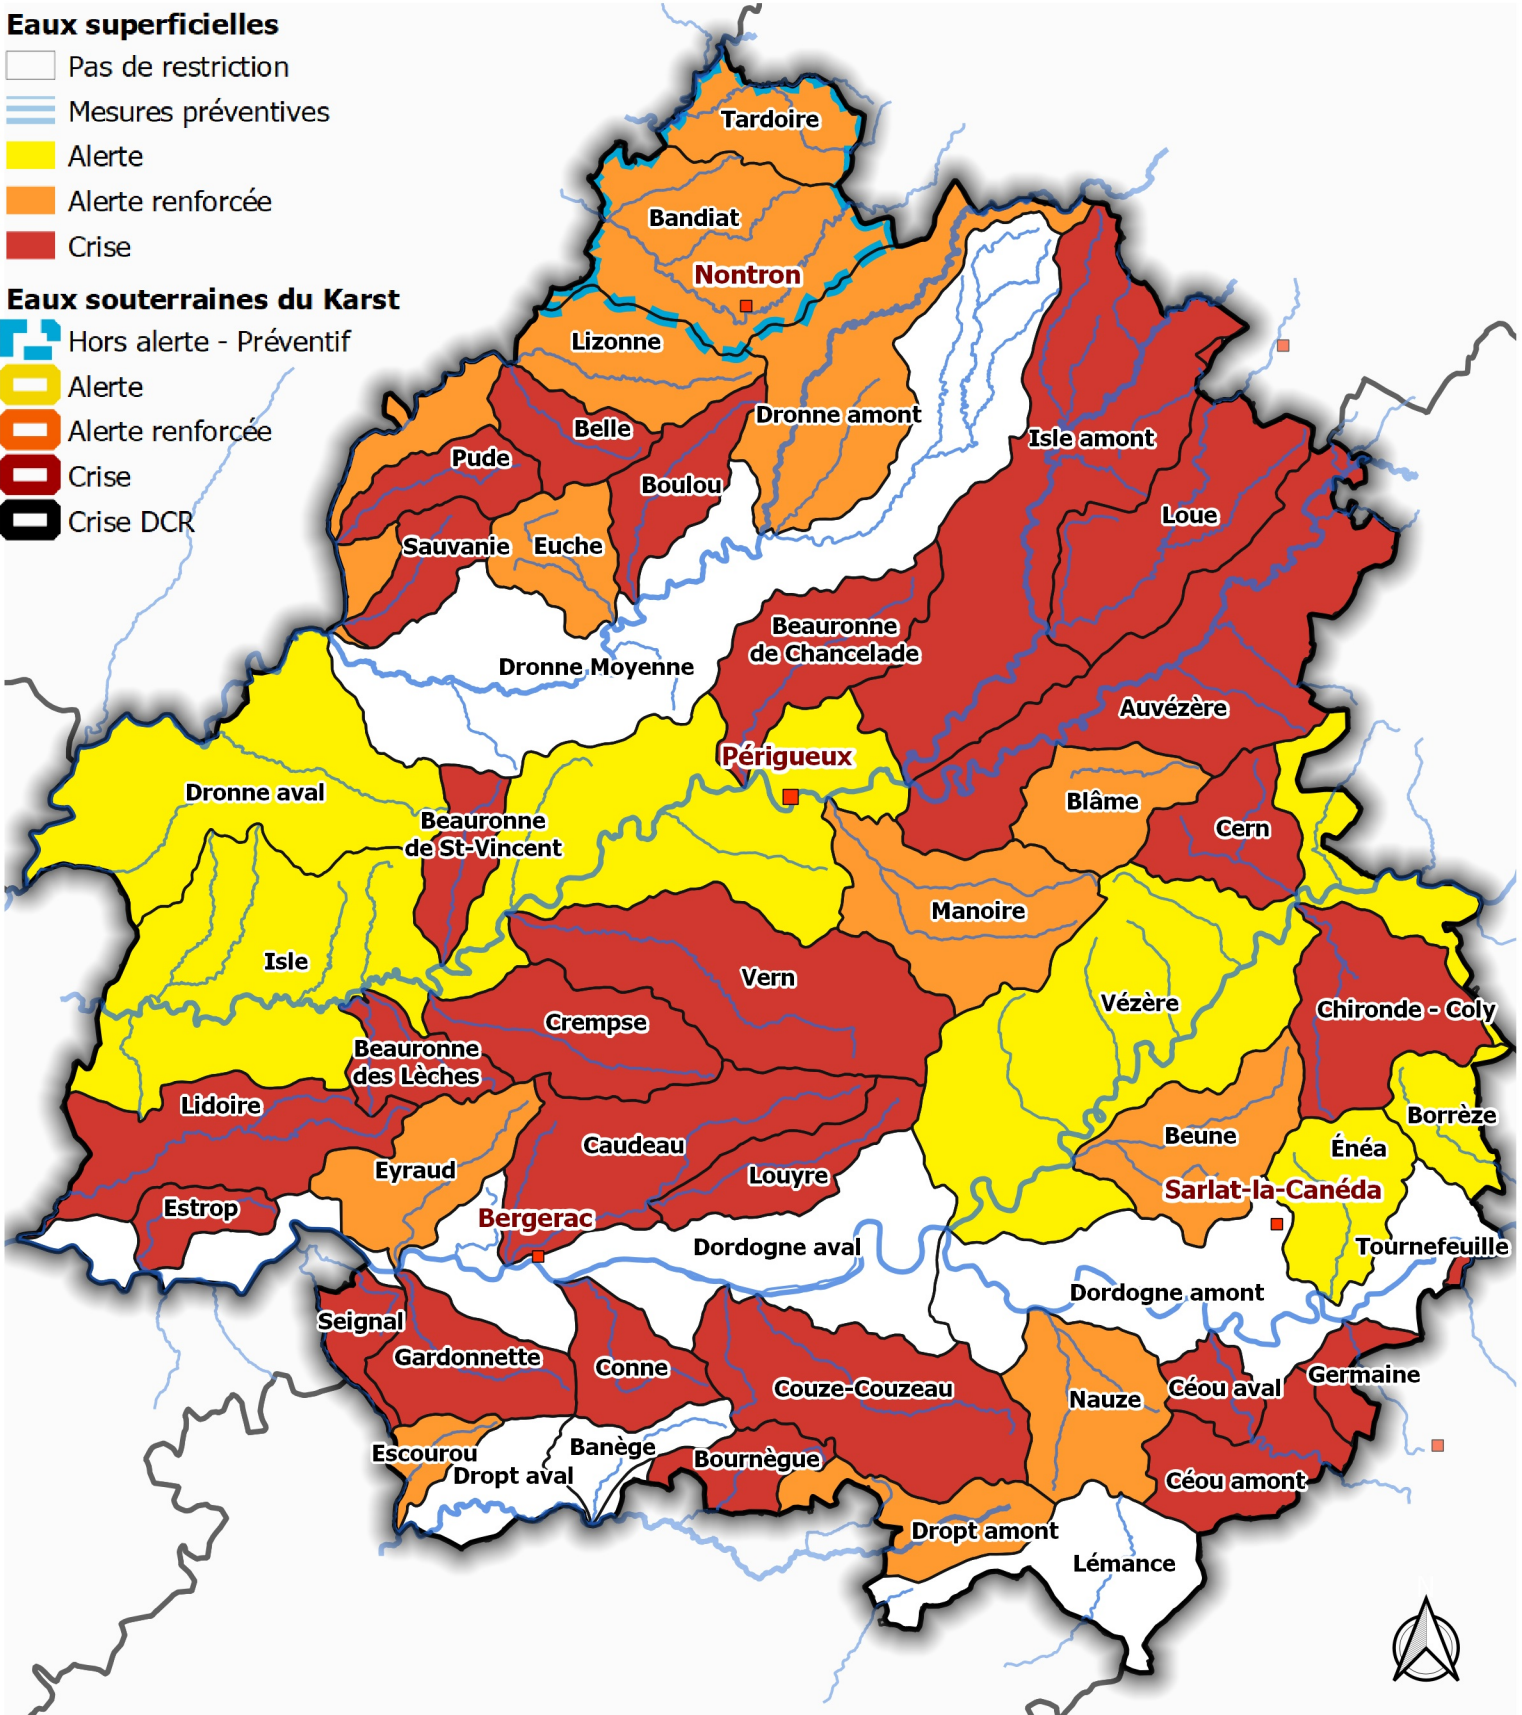 Eaux superficielles
Pas de restriction
Mesures préventives
Alerte
Alerte renforcée
Crise
Eaux souterraines du Karst
Hors alerte - Préventif
Alerte
Alerte renforcée
Crise
Crise DCR
Tardoire
Bandiat
Nontron
Lizonne
Dronne amont
Belle
Isle amont
Pude
Boulou
Loue
Sauvanie
Euche
Beauronne
de Chancelade
Dronne Moyenne
Auvézère
Périgueux
Dronne aval
Blâme
Beauronne
de St-Vincent
Cern
Manoire
Isle
Vern
Vézère
Chironde - Coly
Crempse
Beauronne
des Lèches
Lidoire
Borrèze
Beune
Caudeau
Énéa
Eyraud
Louyre
Sarlat-la-Canéda
Estrop
Bergerac
Dordogne aval
Tournefeuille
Dordogne amont
Seignal
Gardonnette
Conne
Germaine
Couze-Couzeau
Céou aval
Nauze
Escourou
Banège
Bournègue
Dropt aval
Céou amont
Dropt amont
Lémance